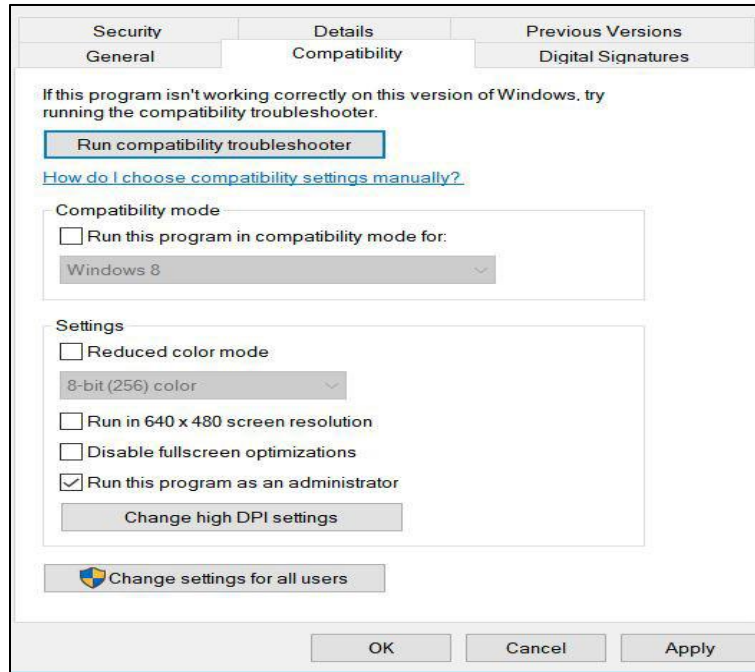 Security Details Previous Versions
General Compatibility Digital Signatures
If this program isn't working correctly on this version of Windows, try
running the compatibility troubleshooter.
Run compatibility troubleshooter
How do I choose compatibility settings manually?
Compatibility mode
Run this program in compatibility mode for:
Windows 8
Settings
Reduced color mode
8-bit (256) color
Run in 640 x 480 screen resolution
Disable fullscreen optimizations
Run this program as an administrator
Change high DPI settings
Change settings for all users
OK Cancel Apply